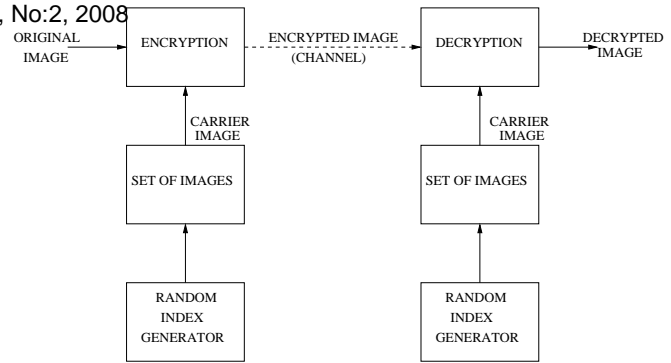 , No:2, 2008
ORIGINAL
IMAGE
ENCRYPTION
ENCRYPTED IMAGE
(CHANNEL)
DECRYPTION
DECRYPTED
IMAGE
CARRIER
IMAGE
CARRIER
IMAGE
SET OF IMAGES
SET OF IMAGES
RANDOM
INDEX
GENERATOR
RANDOM
INDEX
GENERATOR